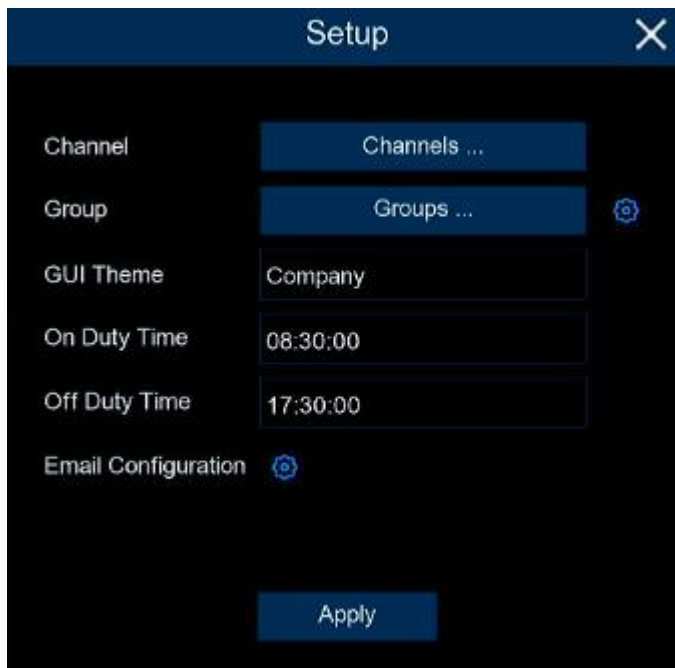 Setup
Channel
Channels ...
Group
Groups ...
GUI Theme
Company
On Duty Time
08:30:00
Off Duty Time
17:30:00
Email Configuration
Apply